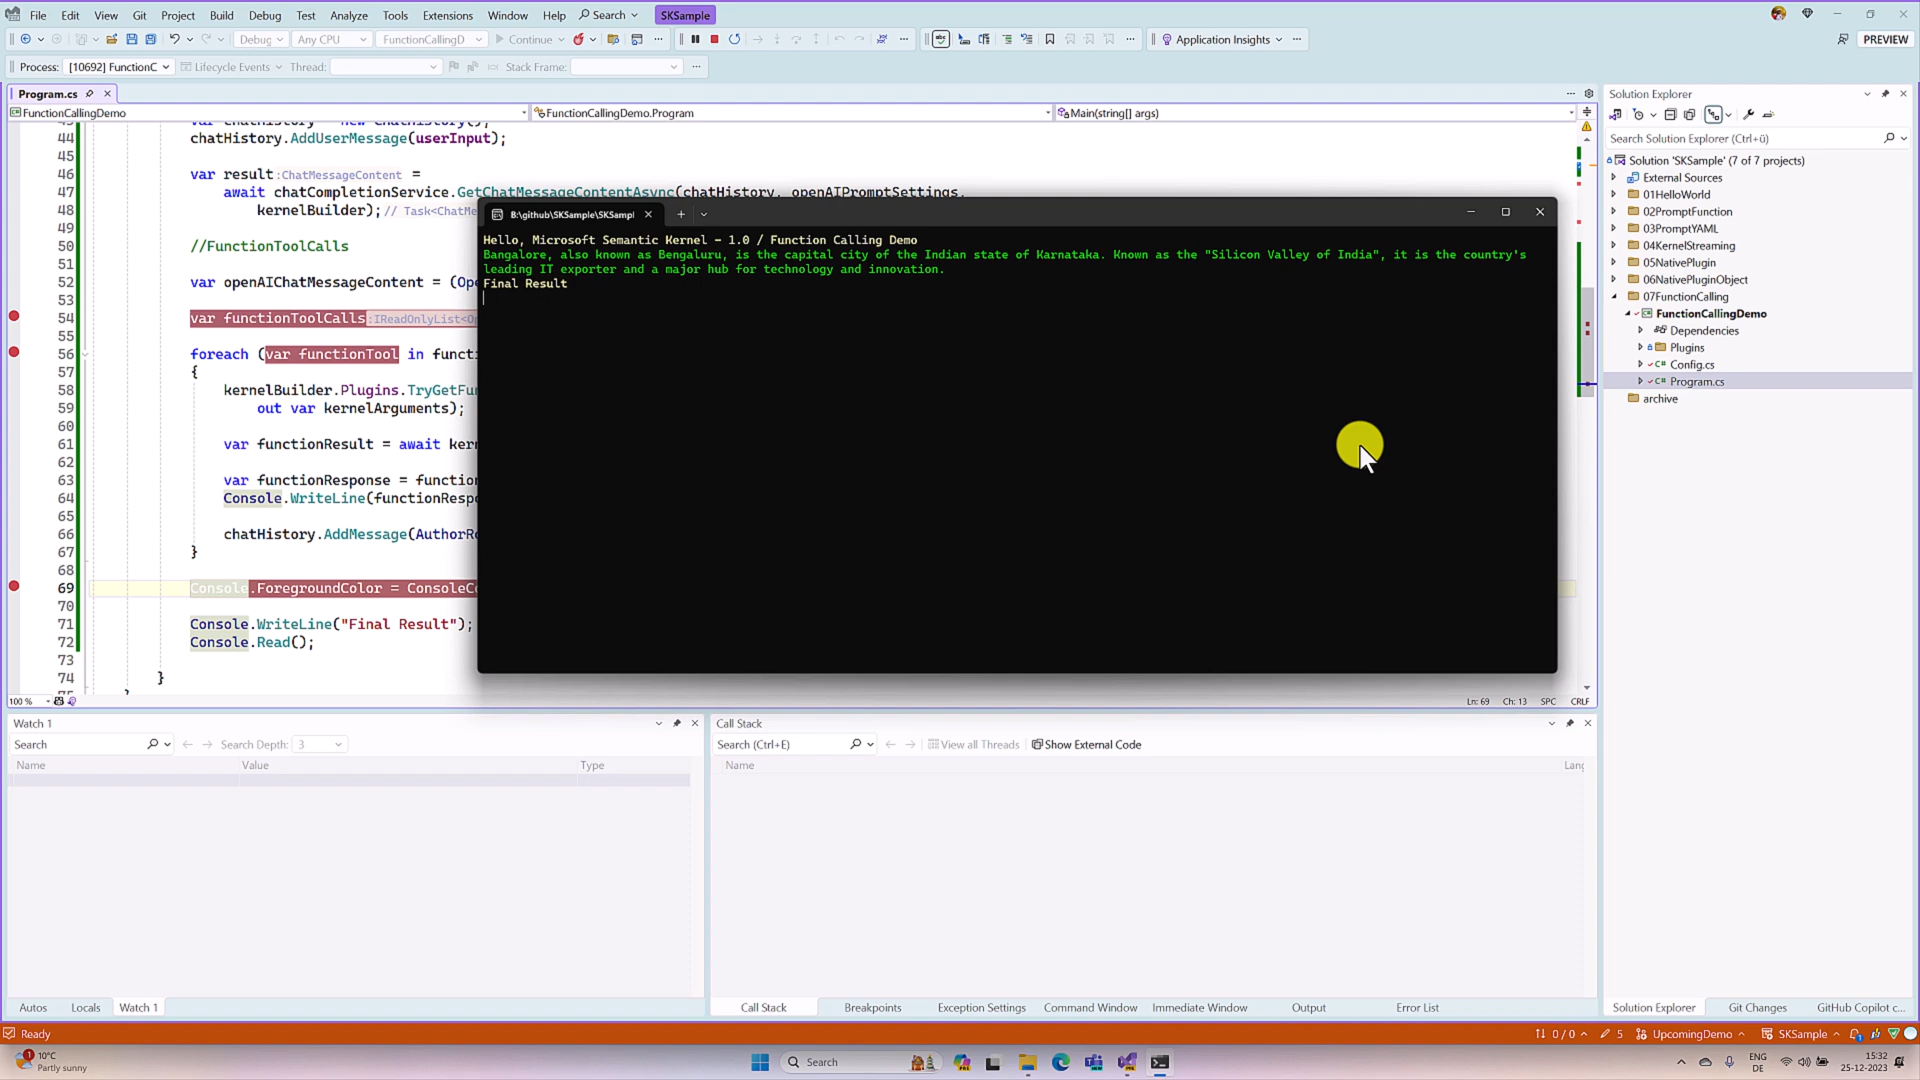 File Edit View Git Project Build Debug Test Analyze Tools Extensions Window Help Search SKSample
Debug Any CPU FunctionCallingD Continue Application Insights PREVIEW
Process: [10692] FunctionC Lifecycle Events Thread: Stack Frame:
Program.cs
FunctionCallingDemo FunctionCallingDemo.Program Main(string[] args)
44 chatHistory.AddUserMessage(userInput);
45
46 var result:ChatMessageContent =
47 await chatCompletionService.GetChatMessageContentAsync(chatHistory, openAIPromptSettings,
48 kernelBuilder);// Task<ChatMe
49
50 //FunctionToolCalls
51
52 var openAIChatMessageContent = (Op
53
54 var functionToolCalls:IReadOnlyList<Op
55
56 foreach (var functionTool in funct
57 {
58 kernelBuilder.Plugins.TryGetFu
59 out var kernelArguments);
60
61 var functionResult = await ker
62
63 var functionResponse = functio
64 Console.WriteLine(functionResp
65
66 chatHistory.AddMessage(AuthorRo
67 }
68
69 Console.ForegroundColor = ConsoleCo
70
71 Console.WriteLine("Final Result");
72 Console.Read();
73
74 }
B:\github\SKSample\SKSampl
Hello, Microsoft Semantic Kernel - 1.0 / Function Calling Demo
Bangalore, also known as Bengaluru, is the capital city of the Indian state of Karnataka. Known as the "Silicon Valley of India", it is the country's
leading IT exporter and a major hub for technology and innovation.
Final Result
100 % Ln: 69 Ch: 13 SPC CRLF
Solution Explorer
Search Solution Explorer (Ctrl+ü)
Solution 'SKSample' (7 of 7 projects)
External Sources
01HelloWorld
02PromptFunction
03PromptYAML
04KernelStreaming
05NativePlugin
06NativePluginObject
07FunctionCalling
FunctionCallingDemo
Dependencies
Plugins
C# Config.cs
C# Program.cs
archive
Watch 1
Search Search Depth: 3
Name Value Type
Call Stack
Search (Ctrl+E) View all Threads Show External Code
Name Lang
Autos Locals Watch 1
Call Stack Breakpoints Exception Settings Command Window Immediate Window Output Error List
Solution Explorer Git Changes GitHub Copilot c...
Ready 0 / 0 5 UpcomingDemo SKSample
10°C
Partly sunny
Search
ENG
DE
15:32
25-12-2023